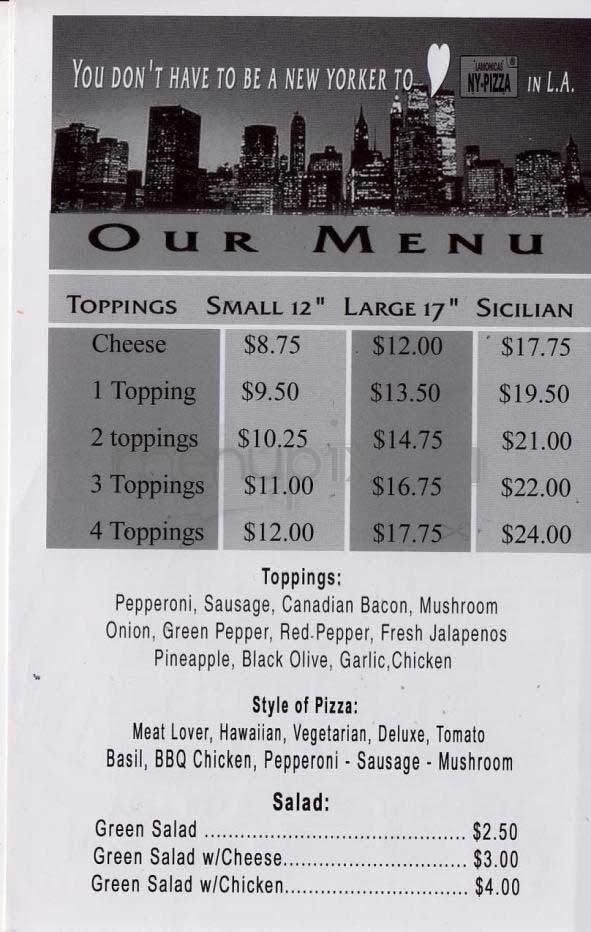 YOU DON'T HAVE TO BE A NEW YORKER TO LAMONICAS NY-PIZZA ® IN L.A.
OUR MENU
TOPPINGS SMALL 12" LARGE 17" SICILIAN
Cheese $8.75 $12.00 $17.75
1 Topping $9.50 $13.50 $19.50
2 toppings $10.25 $14.75 $21.00
3 Toppings $11.00 $16.75 $22.00
4 Toppings $12.00 $17.75 $24.00
Toppings:
Pepperoni, Sausage, Canadian Bacon, Mushroom
Onion, Green Pepper, Red Pepper, Fresh Jalapenos
Pineapple, Black Olive, Garlic,Chicken
Style of Pizza:
Meat Lover, Hawaiian, Vegetarian, Deluxe, Tomato
Basil, BBQ Chicken, Pepperoni - Sausage - Mushroom
Salad:
Green Salad ............................................ $2.50
Green Salad w/Cheese............................... $3.00
Green Salad w/Chicken............................... $4.00